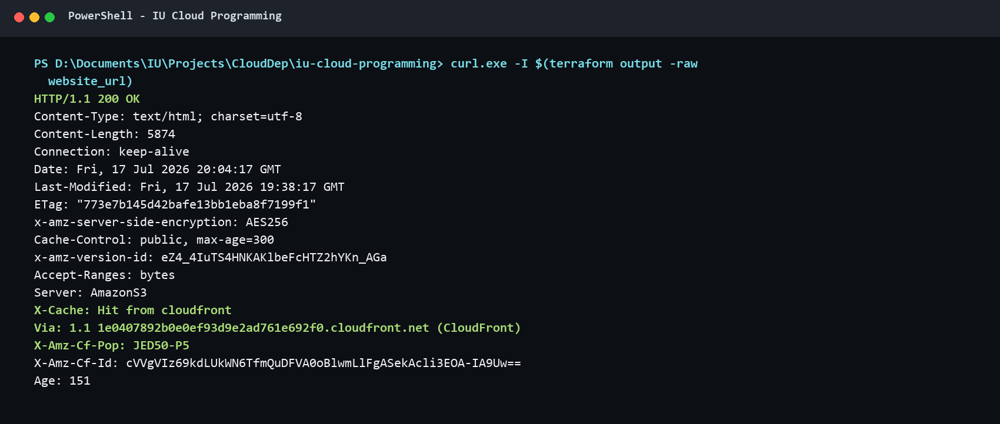 PowerShell - IU Cloud Programming
PS D:\Documents\IU\Projects\CloudDep\iu-cloud-programming> curl.exe -I $(terraform output -raw
website_url)
HTTP/1.1 200 OK
Content-Type: text/html; charset=utf-8
Content-Length: 5874
Connection: keep-alive
Date: Fri, 17 Jul 2026 20:04:17 GMT
Last-Modified: Fri, 17 Jul 2026 19:38:17 GMT
ETag: "773e7b145d42bafe13bb1eba8f7199f1"
x-amz-server-side-encryption: AES256
Cache-Control: public, max-age=300
x-amz-version-id: eZ4_4IuTS4HNKAKlbeFcHTZ2hYKn_AGa
Accept-Ranges: bytes
Server: AmazonS3
X-Cache: Hit from cloudfront
Via: 1.1 1e0407892b0e0ef93d9e2ad761e692f0.cloudfront.net (CloudFront)
X-Amz-Cf-Pop: JED50-P5
X-Amz-Cf-Id: cVVgVIz69kdLUkWN6TfmQuDFVA0oBlwmLlFgASekAcli3EOA-IA9Uw==
Age: 151